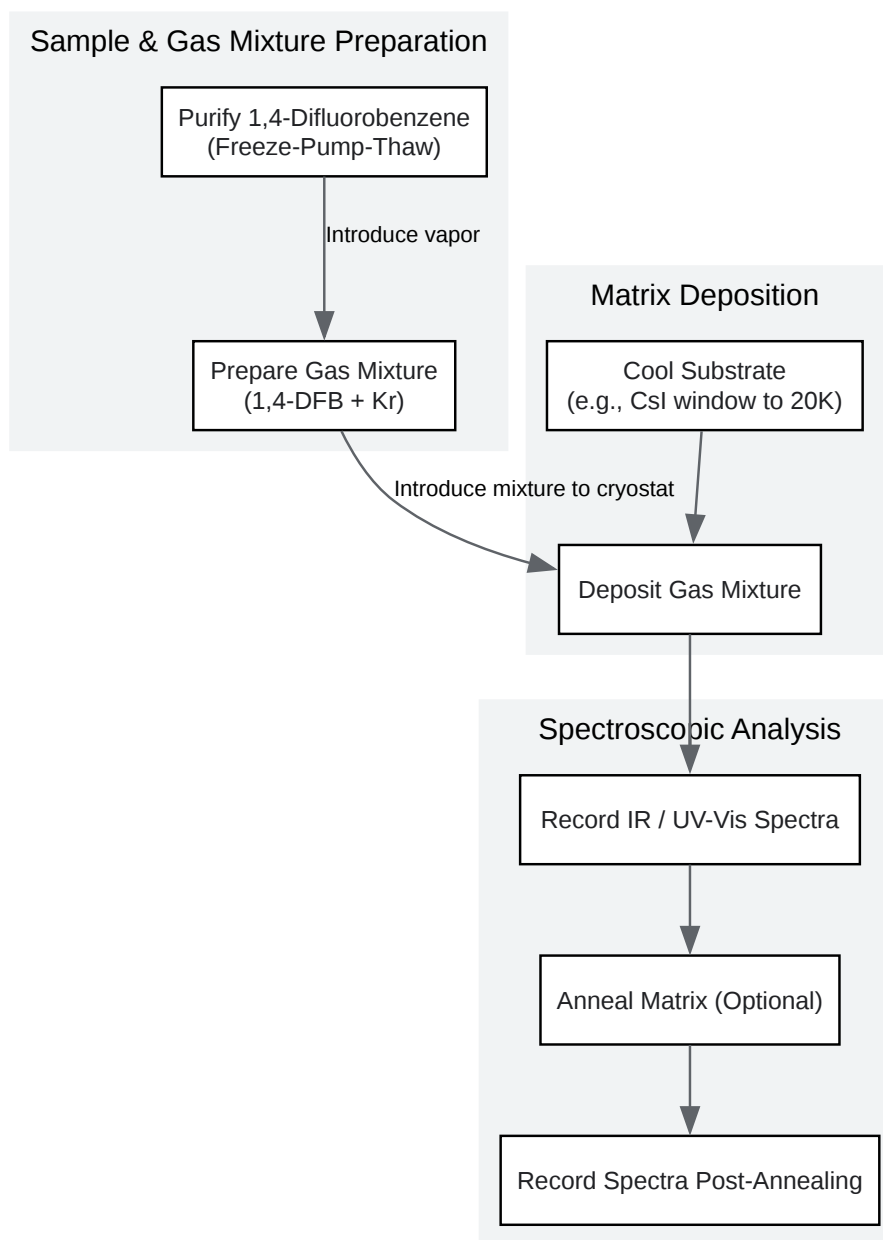 Sample & Gas Mixture Preparation
Purify 1,4-Difluorobenzene
(Freeze-Pump-Thaw)
Introduce vapor
Prepare Gas Mixture
(1,4-DFB + Kr)
Matrix Deposition
Cool Substrate
(e.g., CsI window to 20K)
Introduce mixture to cryostat
Deposit Gas Mixture
Spectroscopic Analysis
Record IR / UV-Vis Spectra
Anneal Matrix (Optional)
Record Spectra Post-Annealing